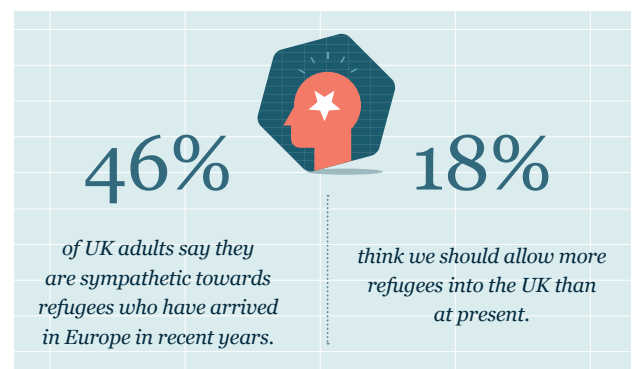 46%
of UK adults say they
are sympathetic towards
refugees who have arrived
in Europe in recent years.
18%
think we should allow more
refugees into the UK than
at present.